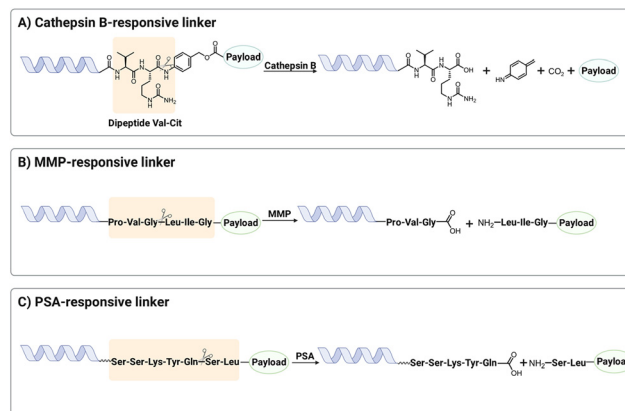 A) Cathepsin B-responsive linker
Payload
Cathepsin B
OH
+ + CO₂ + Payload
Dipeptide Val-Cit
B) MMP-responsive linker
Pro-Val-Gly-Leu-Ile-Gly-Payload
MMP
Pro-Val-Gly OH + NH₂-Leu-Ile-Gly-Payload
C) PSA-responsive linker
Ser-Ser-Lys-Tyr-Gln-Ser-Leu-Payload
PSA
Ser-Ser-Lys-Tyr-Gln OH + NH₂-Ser-Leu-Paylo